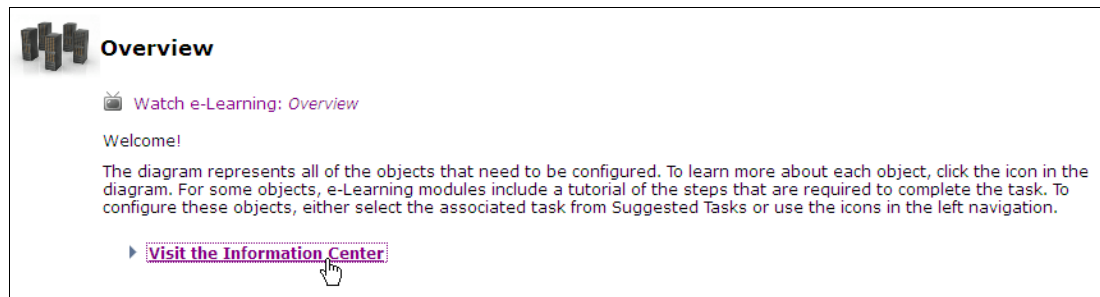 Overview
Watch e-Learning: Overview
Welcome!
The diagram represents all of the objects that need to be configured. To learn more about each object, click the icon in the
diagram. For some objects, e-Learning modules include a tutorial of the steps that are required to complete the task. To
configure these objects, either select the associated task from Suggested Tasks or use the icons in the left navigation.
Visit the Information Center